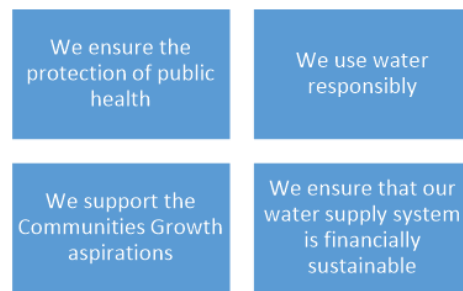 We ensure the
protection of public
health
We use water
responsibly
We support the
Communities Growth
aspirations
We ensure that our
water supply system
is financially
sustainable